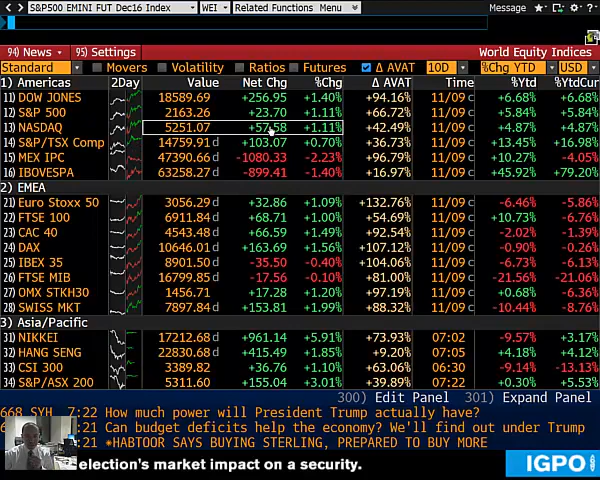 S&P500 EMINI FUT Dec16 Index WEI Related Functions Menu Message
94) News 95) Settings World Equity Indices
Standard Movers Volatility Ratios Futures Δ AVAT 10D %Chg YTD USD
1) Americas 2Day Value Net Chg %Chg Δ AVAT Time %Ytd %YtdCur
11) DOW JONES 18589.69 +256.95 +1.40% +94.16% 11/09 c +6.68% +6.68%
12) S&P 500 2163.26 +23.70 +1.11% +66.72% 11/09 c +5.84% +5.84%
13) NASDAQ 5251.07 +57.58 +1.11% +42.49% 11/09 c +4.87% +4.87%
14) S&P/TSX Comp 14759.91 d +103.07 +0.70% +36.73% 11/09 c +13.45% +16.98%
15) MEX IPC 47390.66 d -1080.33 -2.23% +96.79% 11/09 c +10.27% -4.05%
16) IBOVESPA 63258.27 d -899.41 -1.40% +16.97% 11/09 c +45.92% +79.20%
2) EMEA
21) Euro Stoxx 50 3056.29 d +32.86 +1.09% +132.76% 11/09 c -6.46% -5.86%
22) FTSE 100 6911.84 d +68.71 +1.00% +54.69% 11/09 c +10.73% -6.76%
23) CAC 40 4543.48 d +66.59 +1.49% +92.54% 11/09 c -2.02% -1.39%
24) DAX 10646.01 d +163.69 +1.56% +107.12% 11/09 c -0.90% -0.26%
25) IBEX 35 8901.50 d -35.50 -0.40% +104.06% 11/09 c -6.73% -6.13%
26) FTSE MIB 16799.85 d -17.56 -0.10% +81.00% 11/09 c -21.56% -21.06%
27) OMX STKH30 1456.71 d +17.28 +1.20% +97.19% 11/09 c +0.68% -6.36%
28) SWISS MKT 7897.84 d +153.81 +1.99% +88.32% 11/09 c -10.44% -8.76%
3) Asia/Pacific
31) NIKKEI 17212.68 d +961.14 +5.91% +73.93% 07:02 -9.57% +3.17%
32) HANG SENG 22830.68 d +415.49 +1.85% +9.20% 07:05 +4.18% +4.12%
33) CSI 300 3389.82 +36.76 +1.10% +63.06% 06:30 -9.14% -13.13%
34) S&P/ASX 200 5311.60 +155.04 +3.01% +39.89% 07:22 +0.30% +5.53%
300) Edit Panel 301) Expand Panel
668 SYH 7:22 How much power will President Trump actually have?
:21 Can budget deficits help the economy? We'll find out under Trump
:21 *HABTOOR SAYS BUYING STERLING, PREPARED TO BUY MORE
election's market impact on a security.
IGPO